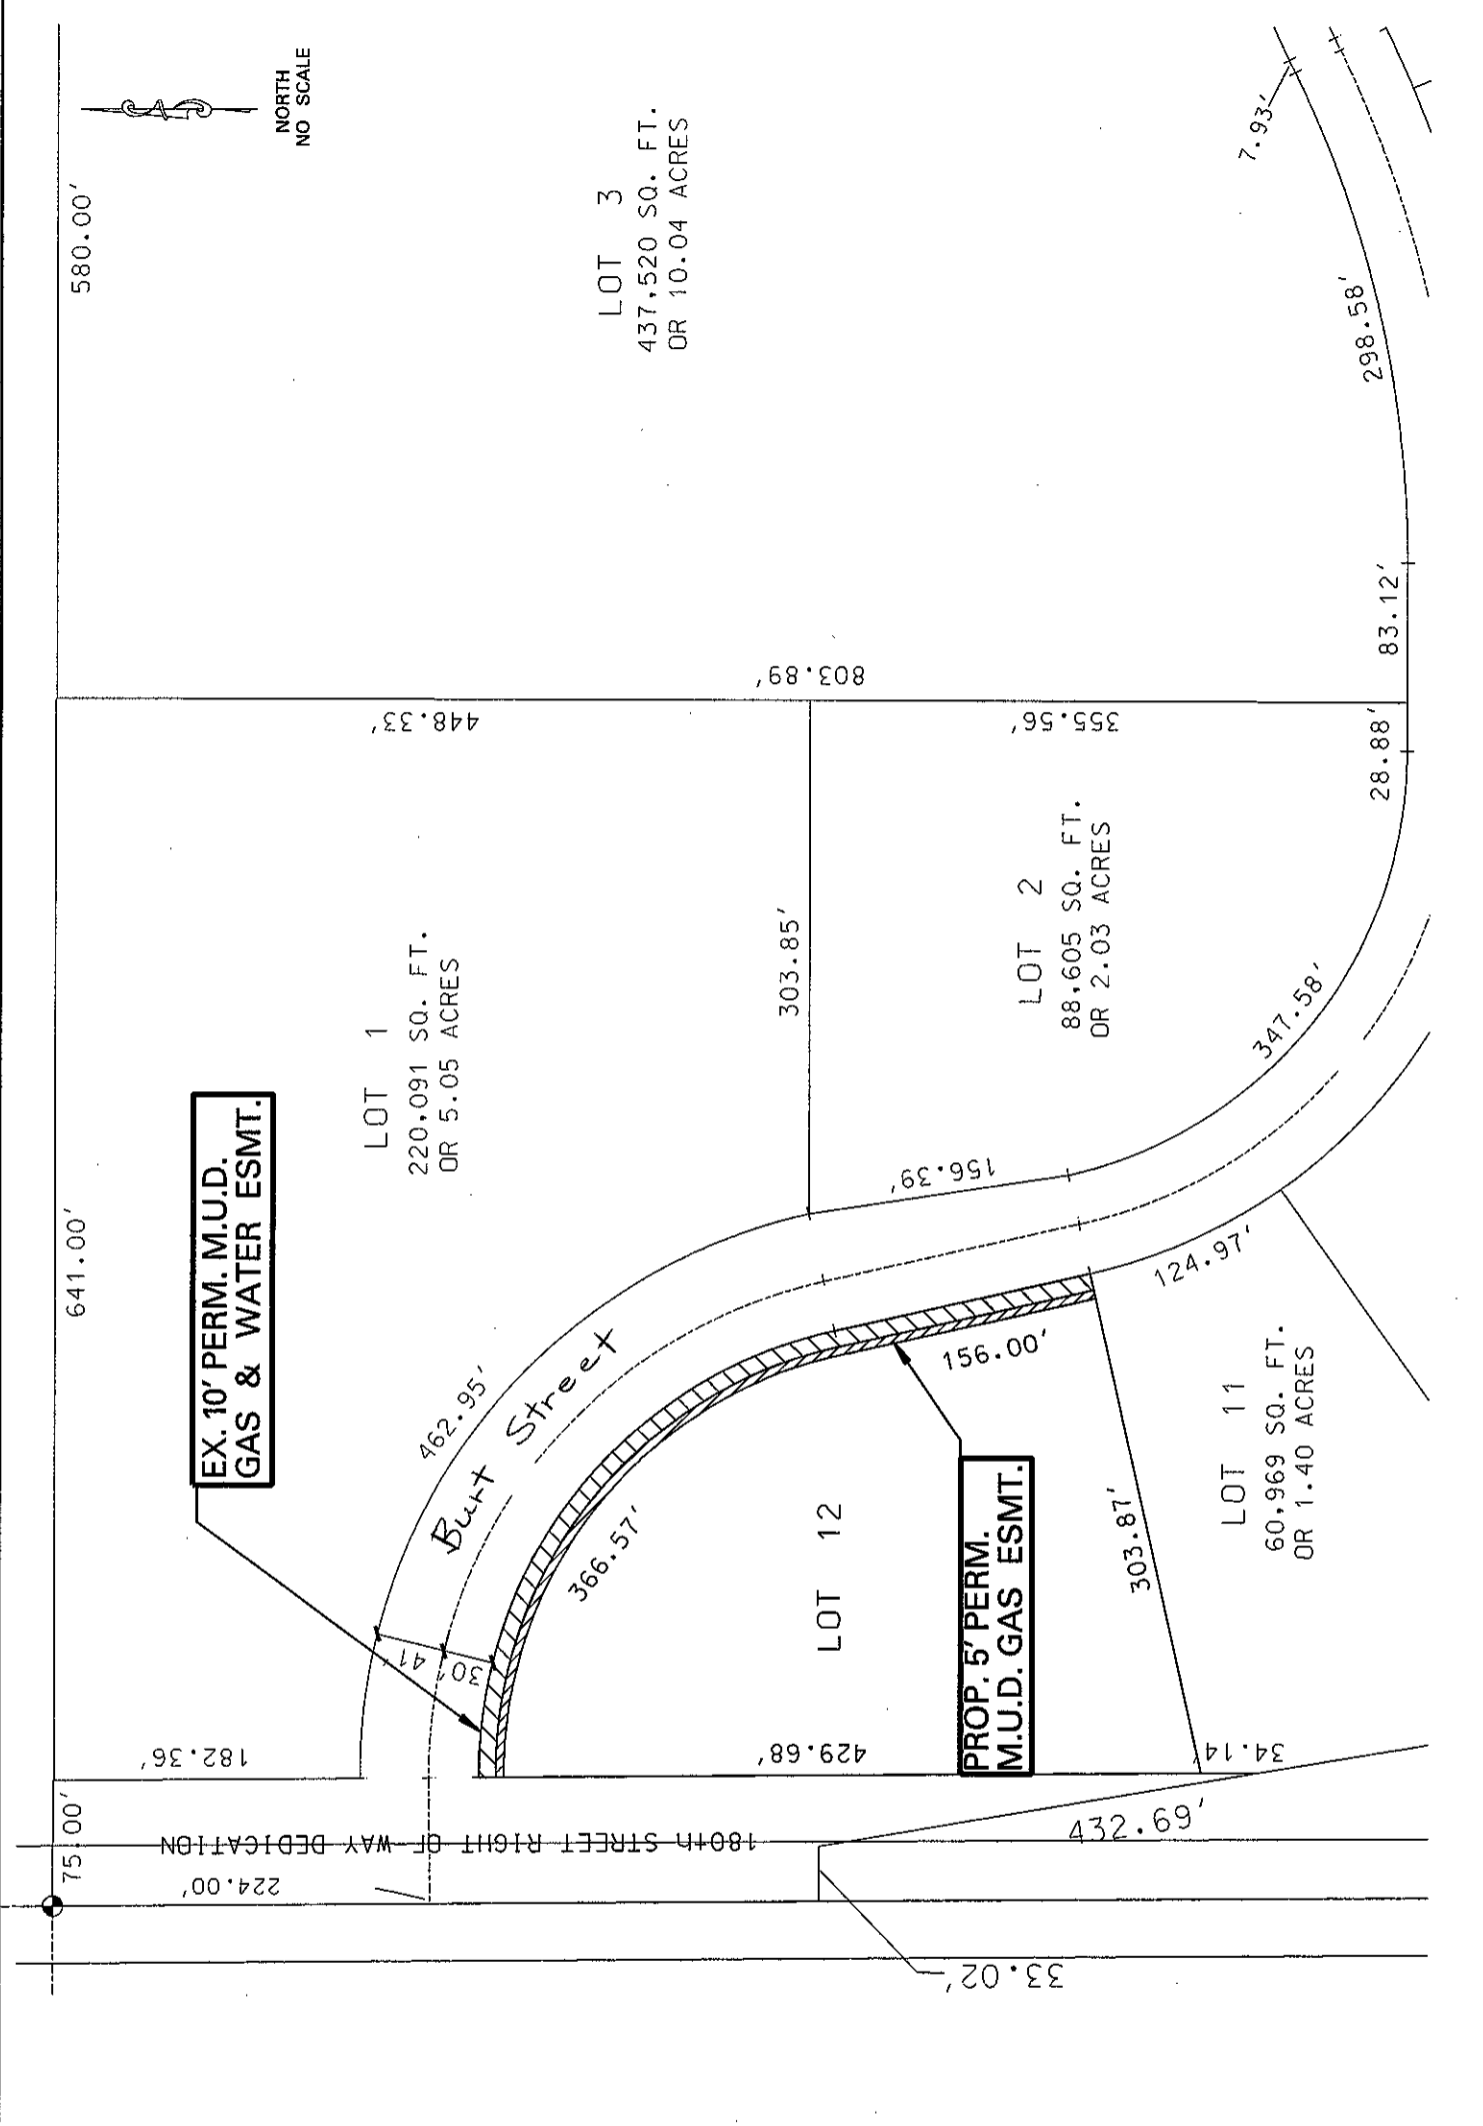 NORTH
NO SCALE
580.00'
641.00'
75.00'
EX. 10' PERM. M.U.D.
GAS & WATER ESMT.
LOT 1
220,091 SQ. FT.
OR 5.05 ACRES
LOT 3
437,520 SQ. FT.
OR 10.04 ACRES
182.36'
448.33'
803.89'
224.00'
180th STREET RIGHT OF WAY DEDICATION
462.95'
Burt Street
41'
30'
366.57'
303.85'
LOT 2
88,605 SQ. FT.
OR 2.03 ACRES
355.56'
156.39'
LOT 12
429.68'
156.00'
PROP. 5' PERM.
M.U.D. GAS ESMT.
303.87'
124.97'
347.58'
LOT 11
60,969 SQ. FT.
OR 1.40 ACRES
34.14'
432.69'
33.02'
28.88'
83.12'
298.58'
7.93'